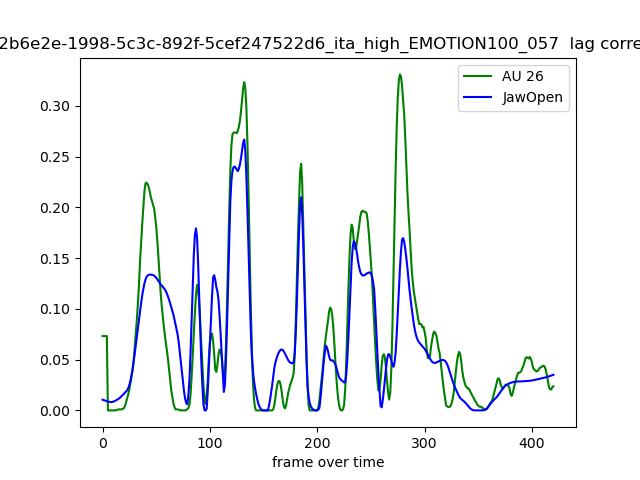 2b6e2e-1998-5c3c-892f-5cef247522d6_ita_high_EMOTION100_057 lag corre
AU 26
JawOpen
0.30
0.25
0.20
0.15
0.10
0.05
0.00
0 100 200 300 400
frame over time